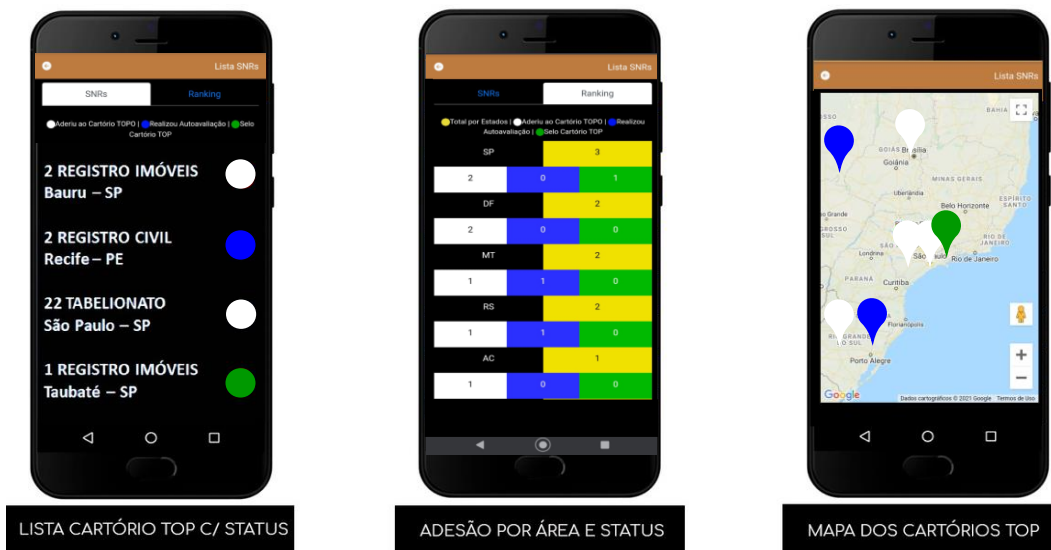 Lista SNRs
SNRs
Ranking
Aderiu ao Cartório TOPO | Realizou Autoavaliação | Selo
Cartório TOP
2 REGISTRO IMÓVEIS
Bauru – SP
2 REGISTRO CIVIL
Recife – PE
22 TABELIONATO
São Paulo – SP
1 REGISTRO IMÓVEIS
Taubaté – SP
LISTA CARTÓRIO TOP C/ STATUS
Lista SNRs
SNRs
Ranking
Total por Estados | Aderiu ao Cartório TOPO | Realizou
Autoavaliação | Selo Cartório TOP
SP 3
2 0 1
DF 2
2 0 0
MT 2
1 1 0
RS 2
1 1 0
AC 1
1 0 0
ADESÃO POR ÁREA E STATUS
Lista SNRs
BAHIA
GOIÁS
Goiânia
MINAS GERAIS
Uberlândia
Belo Horizonte
ESPÍRITO
SANTO
RIO DE
JANEIRO
Londrina
São
Rio de Janeiro
PARANÁ
Curitiba
Florianópolis
Porto Alegre
Google
Dados cartográficos © 2021 Google
Termos de Uso
MAPA DOS CARTÓRIOS TOP